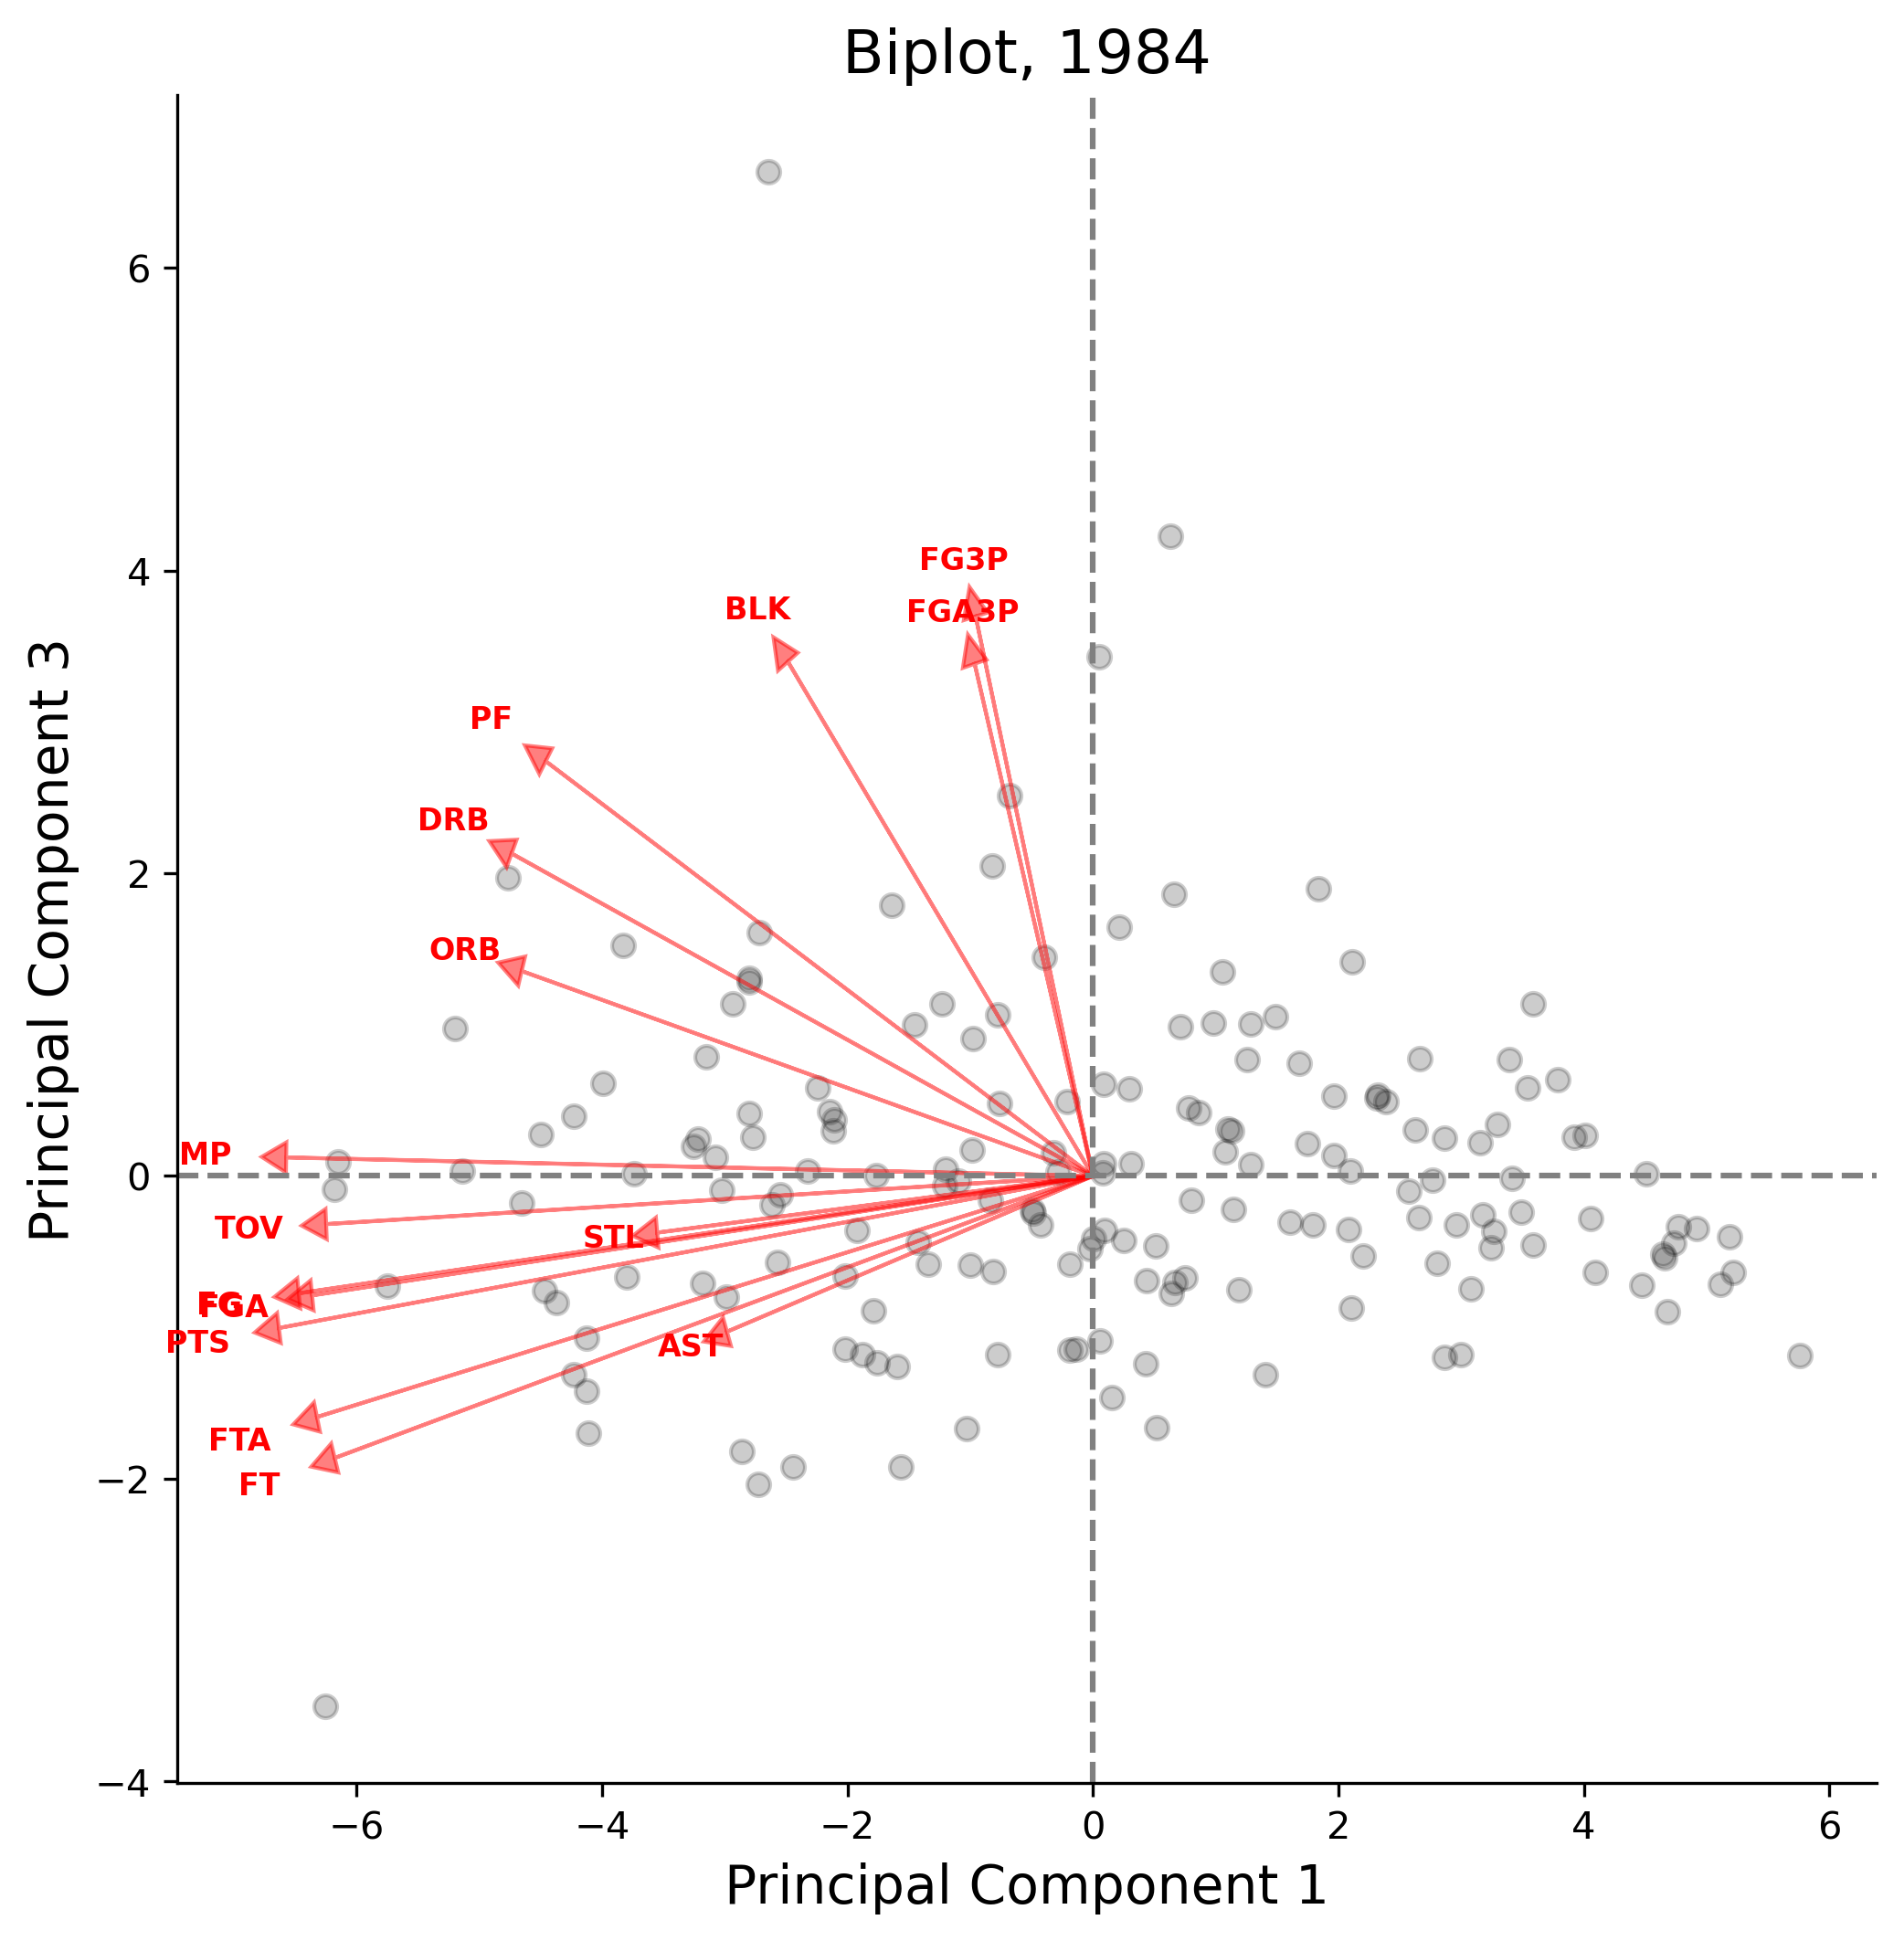 Biplot, 1984
Principal Component 3
6
4
2
0
−2
−4
FG3P
FGA3P
BLK
PF
DRB
ORB
MP
TOV
STL
FG
FGA
PTS
AST
FTA
FT
−6
−4
−2
0
2
4
6
Principal Component 1